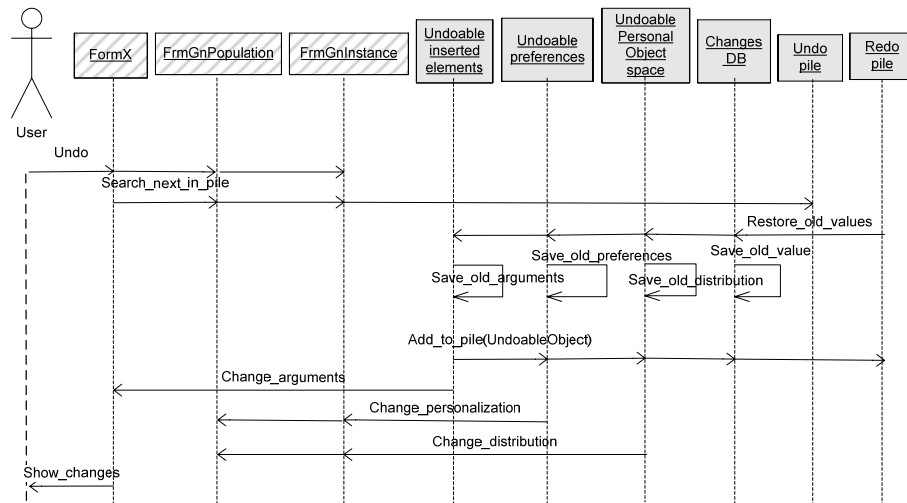 FormX
FrmGnPopulation
FrmGnInstance
Undoable
inserted
elements
Undoable
preferences
Undoable
Personal
Object
space
Changes
DB
Undo
pile
Redo
pile
User
Undo
Search_next_in_pile
Restore_old_values
Save_old_preferences
Save_old_value
Save_old_arguments
Save_old_distribution
Add_to_pile(UndoableObject)
Change_arguments
Change_personalization
Change_distribution
Show_changes